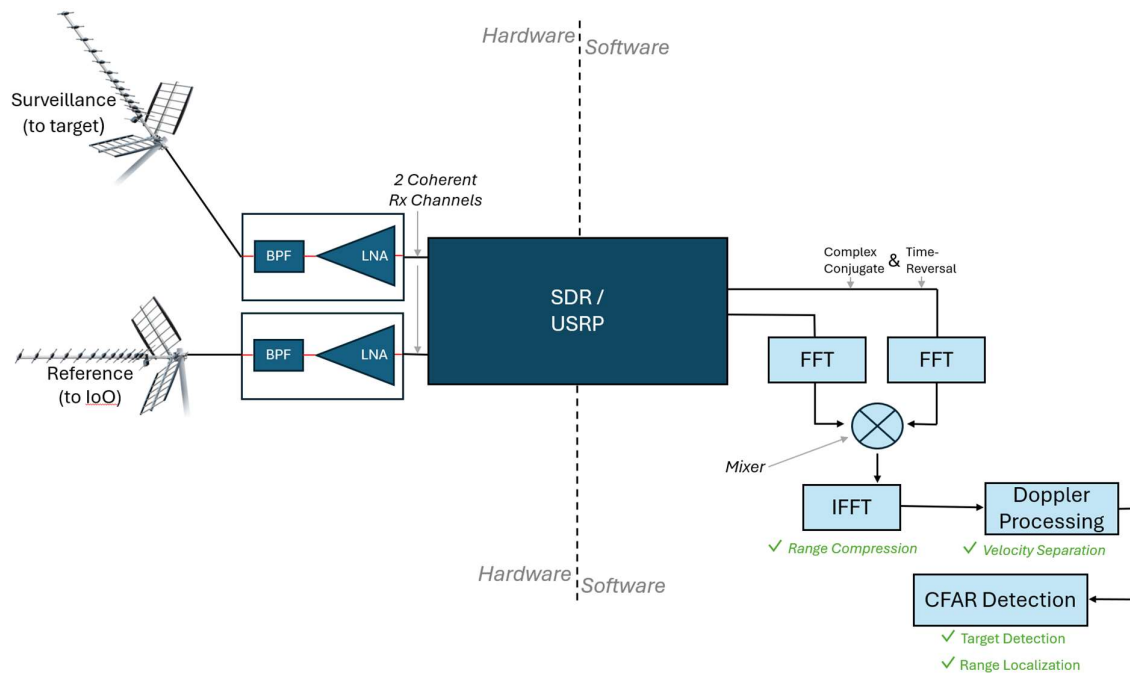 Hardware
Software
Surveillance
(to target)
2 Coherent
Rx Channels
BPF
LNA
SDR /
USRP
Complex
Conjugate
&
Time-
Reversal
BPF
LNA
Reference
(to IoO)
FFT
FFT
Mixer
IFFT
Doppler
Processing
✓ Range Compression
✓ Velocity Separation
Hardware
Software
CFAR Detection
✓ Target Detection
✓ Range Localization